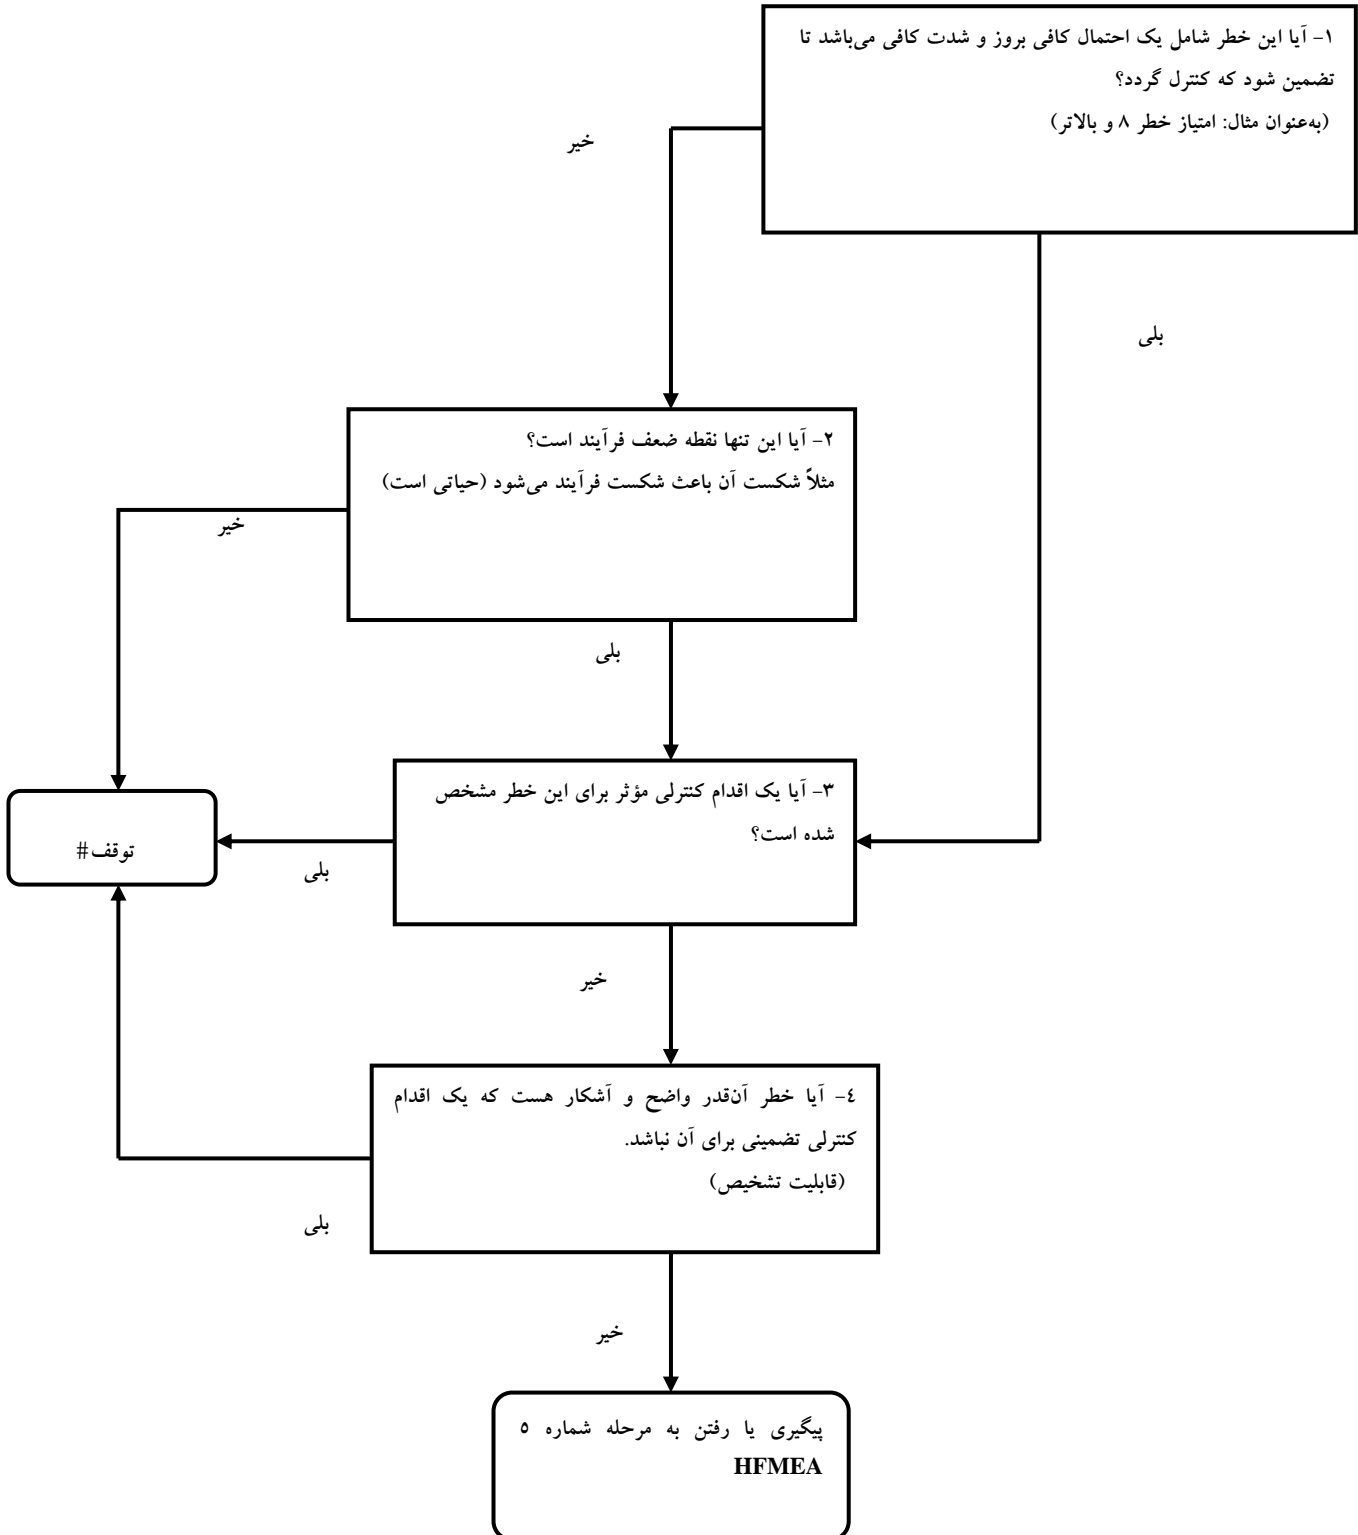 ۱- آیا این خطر شامل یک احتمال کافی بروز و شدت کافی می‌باشد تا
تضمین شود که کنترل گردد؟
(به‌عنوان مثال: امتیاز خطر ۸ و بالاتر)
خیر
بلی
۲- آیا این تنها نقطه ضعف فرآیند است؟
مثلاً شکست آن باعث شکست فرآیند می‌شود (حیاتی است)
خیر
بلی
۳- آیا یک اقدام کنترلی مؤثر برای این خطر مشخص
شده است؟
توقف#
بلی
خیر
٤- آیا خطر آن‌قدر واضح و آشکار هست که یک اقدام
کنترلی تضمینی برای آن نباشد.
(قابلیت تشخیص)
بلی
خیر
پیگیری یا رفتن به مرحله شماره ٥
HFMEA